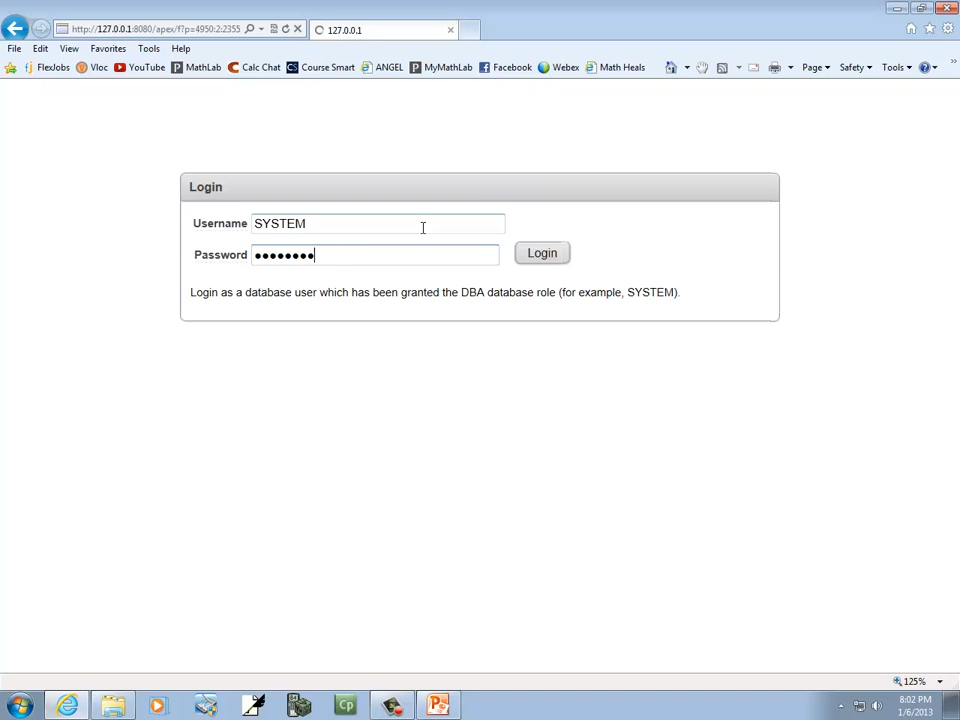 http://127.0.0.1:8080/apex/f?p=4950:2:2355
127.0.0.1
File Edit View Favorites Tools Help
FlexJobs Vloc YouTube MathLab Calc Chat CS Course Smart ANGEL MyMathLab Facebook Webex Math Heals Page Safety Tools
Login
Username SYSTEM
Password ●●●●●●●● Login
Login as a database user which has been granted the DBA database role (for example, SYSTEM).
125%
Cp
8:02 PM
1/6/2013